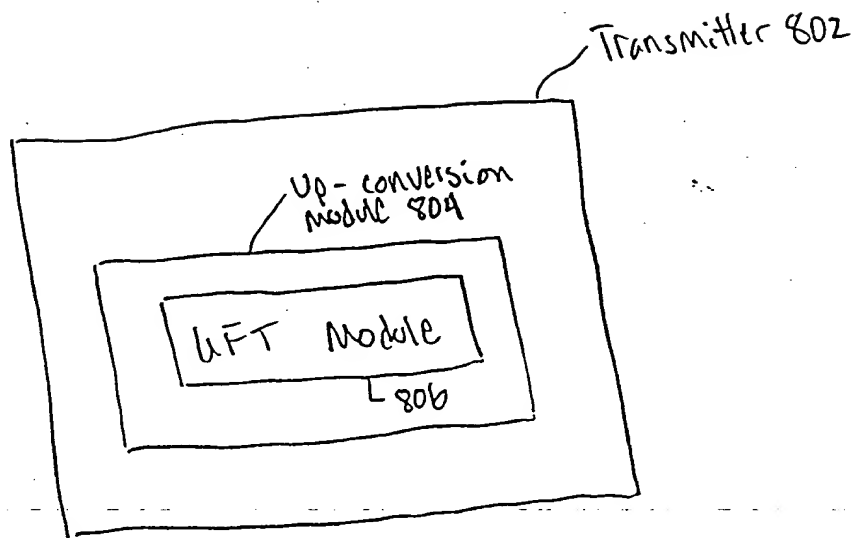 Transmitter 802
Up-conversion
module 804
UFT Module
806